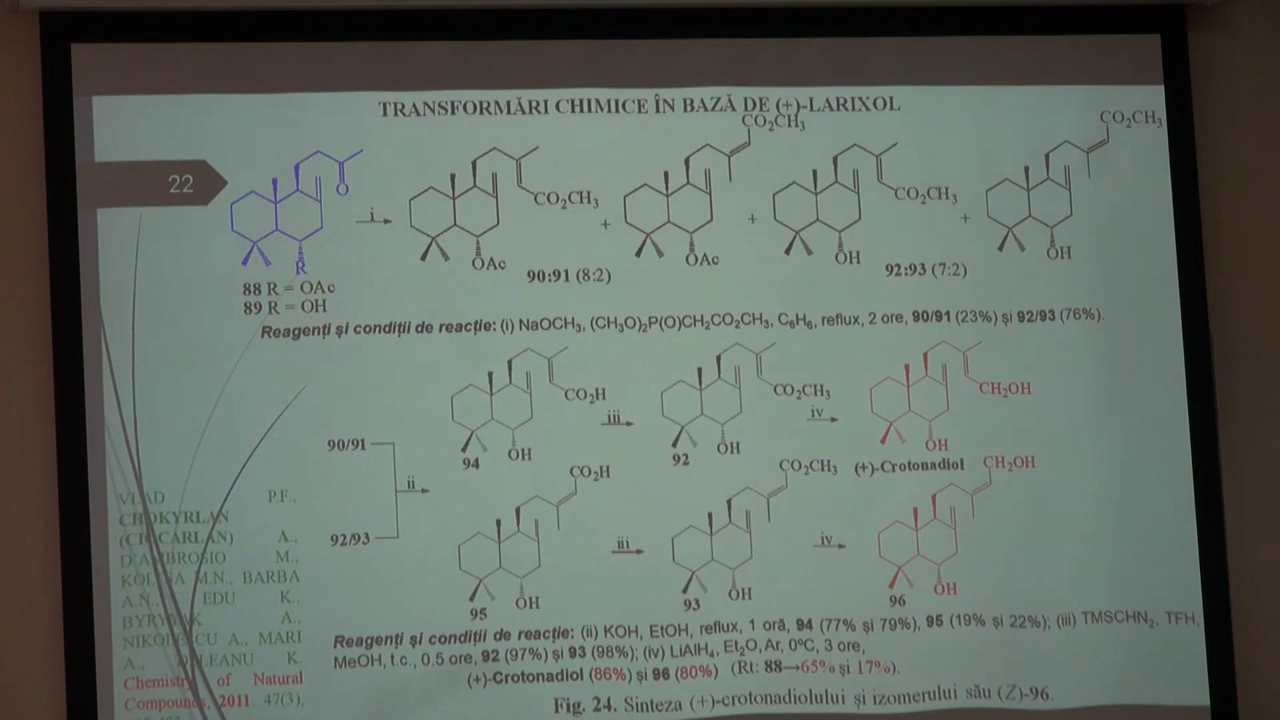 TRANSFORMĂRI CHIMICE ÎN BAZĂ DE (+)-LARIXOL
22
O
R
88 R = OAc
89 R = OH
i
CO₂CH₃
OAc
+
CO₂CH₃
OAc
90:91 (8:2)
+
CO₂CH₃
OH
+
CO₂CH₃
OH
92:93 (7:2)
Reagenți și condiții de reacție: (i) NaOCH₃, (CH₃O)₂P(O)CH₂CO₂CH₃, C₆H₆, reflux, 2 ore, 90/91 (23%) și 92/93 (76%).
90/91
92/93
ii
CO₂H
OH
94
iii
CO₂CH₃
OH
92
iv
CH₂OH
OH
(+)-Crotonadiol
CO₂H
OH
95
iii
CO₂CH₃
OH
93
iv
CH₂OH
OH
96
VLAD P.F.,
CHOKYRLAN
(CIOCARLAN) A.,
D'AMBROSIO M.,
M.N., BARBA
A.N., EDU K.,
A.,
A., MARI
A., K.
Chemistry of Natural
Compounds, 2011. 47(3),
Reagenți și condiții de reacție: (ii) KOH, EtOH, reflux, 1 oră, 94 (77% și 79%), 95 (19% și 22%); (iii) TMSCHN₂, TFH,
MeOH, t.c., 0.5 ore, 92 (97%) și 93 (98%); (iv) LiAlH₄, Et₂O, Ar, 0ºC, 3 ore,
(+)-Crotonadiol (86%) și 96 (80%) (Rt: 88→65% și 17%).
Fig. 24. Sinteza (+)-crotonadiolului și izomerului său (Z)-96.